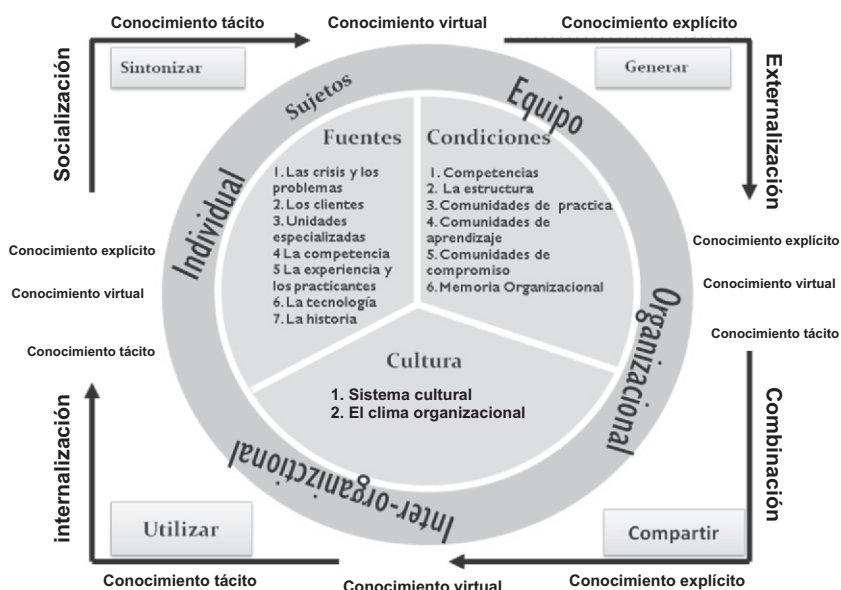 Conocimiento tácito
Conocimiento virtual
Conocimiento explícito
Sintonizar
Generar
Socialización
Externalización
Sujetos
Equipo
Individual
Organizacional
Inter-organizctional
Fuentes
1. Las crisis y los
problemas
2. Los clientes
3. Unidades
especializadas
4 La competencia
5 La experiencia y
los practicantes
6. La tecnología
7. La historia
Condiciones
1. Competencias
2. La estructura
3. Comunidades de practica
4. Comunidades de
aprendizaje
5. Comunidades de
compromiso
6. Memoria Organizacional
Cultura
1. Sistema cultural
2. El clima organizacional
Conocimiento explícito
Conocimiento virtual
Conocimiento tácito
Conocimiento explícito
Conocimiento virtual
Conocimiento tácito
internalización
Combinación
Utilizar
Compartir
Conocimiento tácito
Conocimiento virtual
Conocimiento explícito